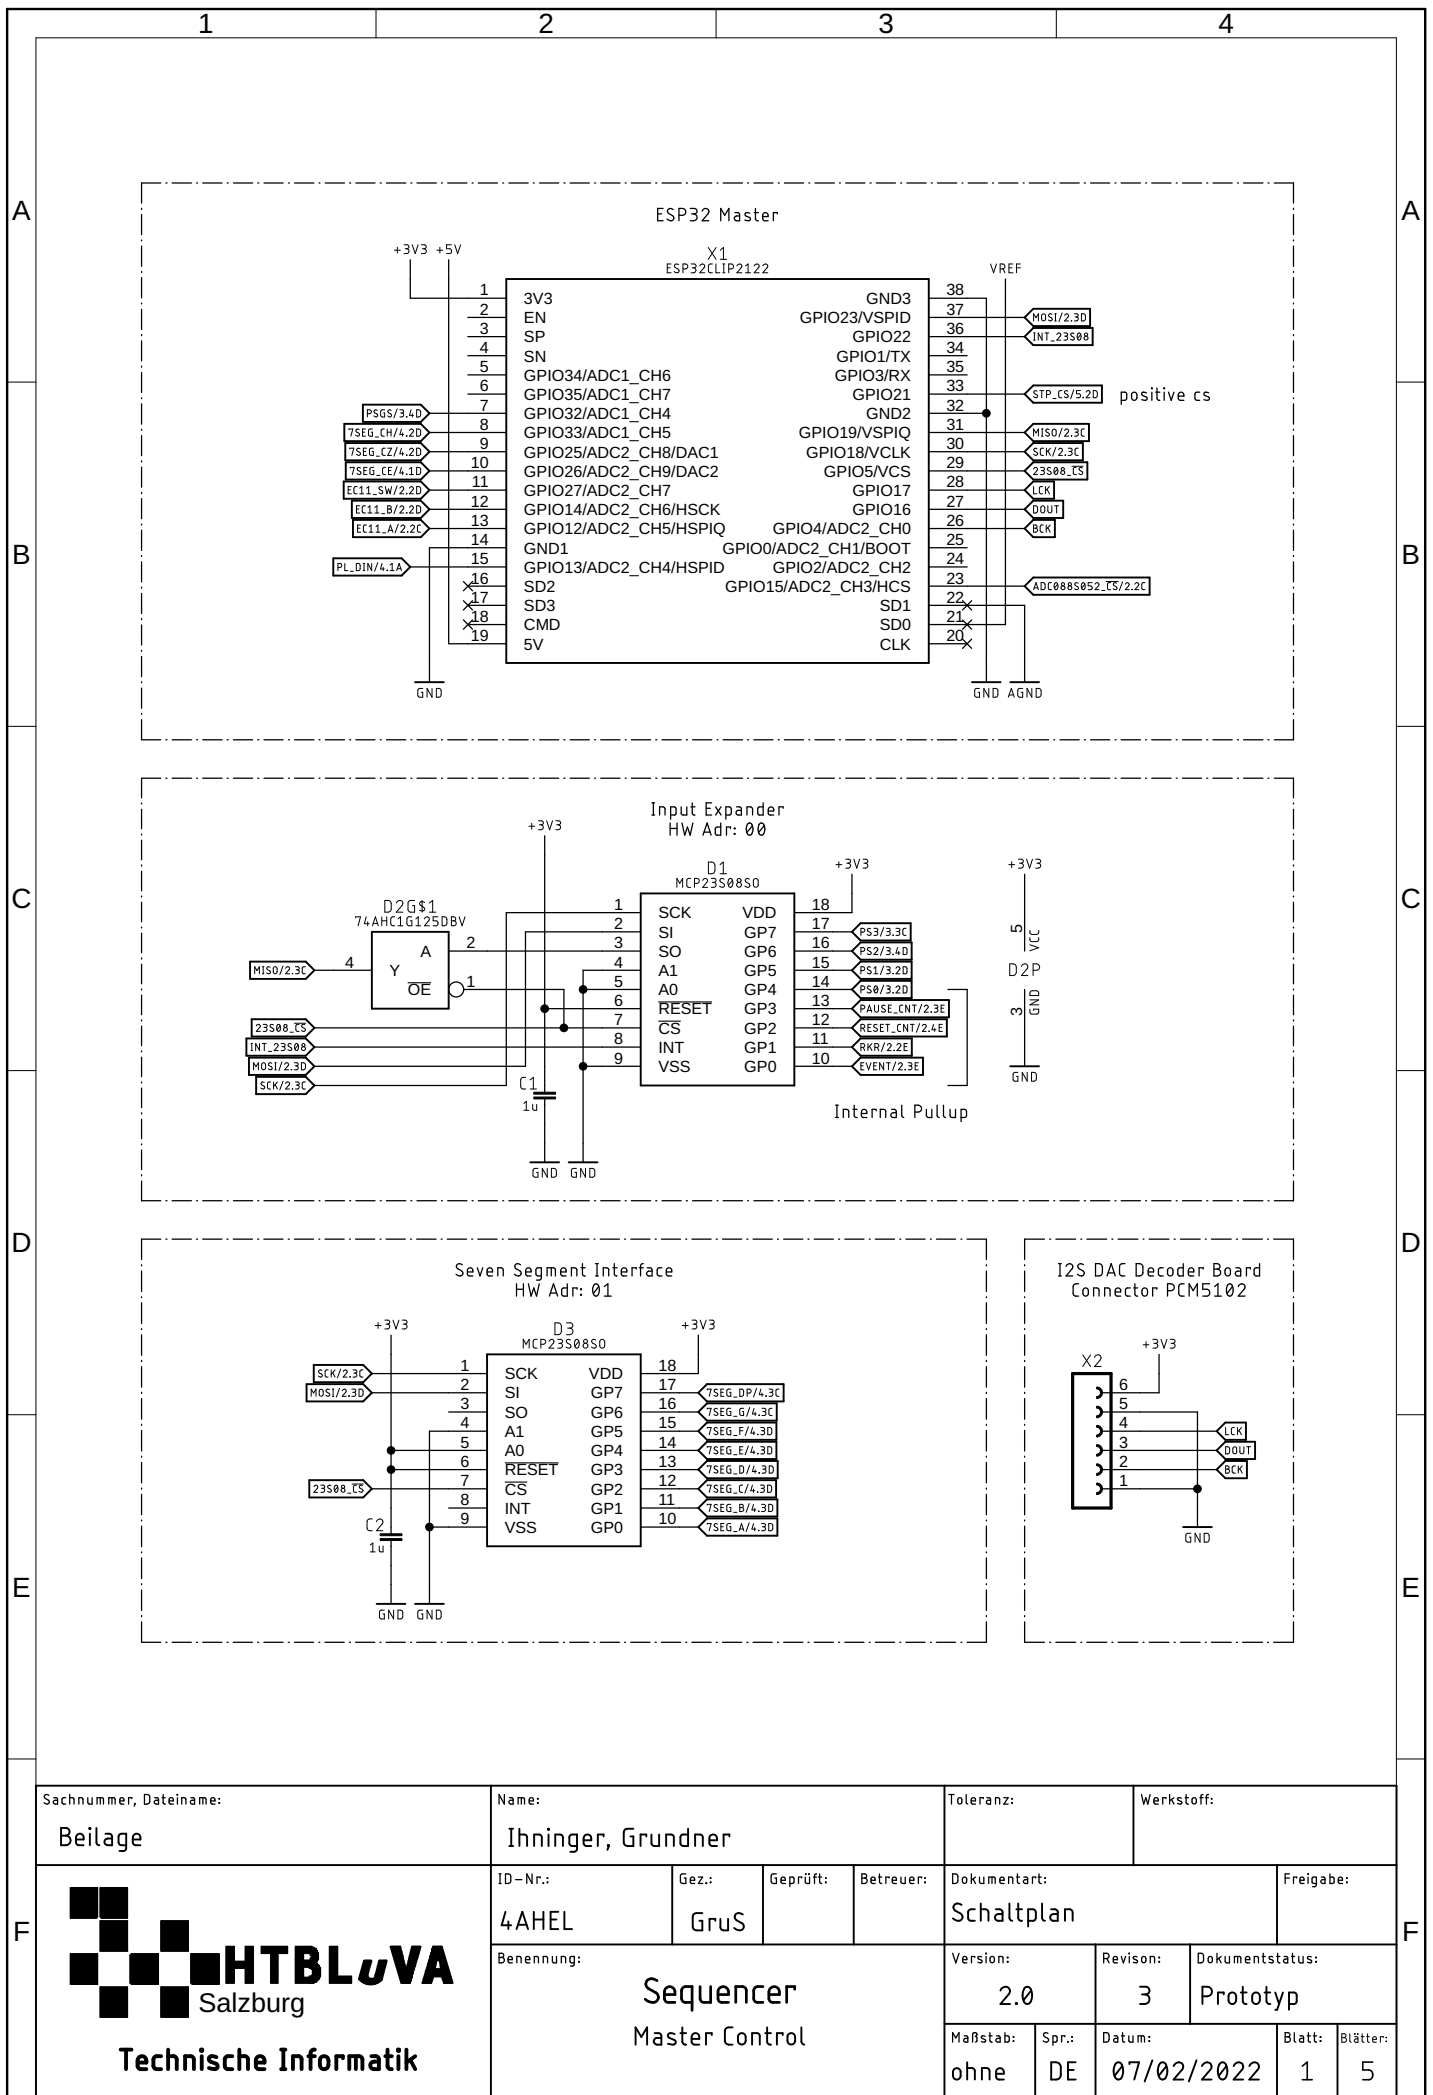 1 2 3 4
A A
ESP32 Master
+3V3 +5V
X1
ESP32CLIP2122
VREF
1 3V3 GND3 38
2 EN GPIO23/VSPID 37 MOSI/2.3D
3 SP GPIO22 36 INT_23S08
4 SN GPIO1/TX 34
5 GPIO34/ADC1_CH6 GPIO3/RX 35
6 GPIO35/ADC1_CH7 GPIO21 33 STP_CS/5.2D positive cs
PSGS/3.4D 7 GPIO32/ADC1_CH4 GND2 32
7SEG_CH/4.2D 8 GPIO33/ADC1_CH5 GPIO19/VSPIQ 31 MISO/2.3C
7SEG_CZ/4.2D 9 GPIO25/ADC2_CH8/DAC1 GPIO18/VCLK 30 SCK/2.3C
7SEG_CE/4.1D 10 GPIO26/ADC2_CH9/DAC2 GPIO5/VCS 29 23S08_CS
EC11_SW/2.2D 11 GPIO27/ADC2_CH7 GPIO17 28 LCK
EC11_B/2.2D 12 GPIO14/ADC2_CH6/HSCK GPIO16 27 DOUT
EC11_A/2.2C 13 GPIO12/ADC2_CH5/HSPIQ GPIO4/ADC2_CH0 26 BCK
B 14 GND1 GPIO0/ADC2_CH1/BOOT 25 B
PL_DIN/4.1A 15 GPIO13/ADC2_CH4/HSPID GPIO2/ADC2_CH2 24
16 SD2 GPIO15/ADC2_CH3/HCS 23 ADC088S052_CS/2.2C
17 SD3 SD1 22
18 CMD SD0 21
19 5V CLK 20
GND GND AGND
Input Expander
HW Adr: 00
+3V3
D1
MCP23S08SO
+3V3 +3V3
C C
D2G$1
74AHC1G125DBV
1 SCK VDD 18
2 SI GP7 17 PS3/3.3C
A 2 3 SO GP6 16 PS2/3.4D
5 VCC
MISO/2.3C 4 Y 4 A1 GP5 15 PS1/3.2D
D2P
OE 1 5 A0 GP4 14 PS0/3.2D
6 RESET GP3 13 PAUSE_CNT/2.3E
3 GND
23S08_CS 7 CS GP2 12 RESET_CNT/2.4E
INT_23S08 8 INT GP1 11 RKR/2.2E
MOSI/2.3D 9 VSS GP0 10 EVENT/2.3E
SCK/2.3C
GND
C1
1u
Internal Pullup
GND GND
D D
Seven Segment Interface
HW Adr: 01
I2S DAC Decoder Board
Connector PCM5102
+3V3
D3
MCP23S08SO
+3V3
SCK/2.3C 1 SCK VDD 18
MOSI/2.3D 2 SI GP7 17 7SEG_DP/4.3C
3 SO GP6 16 7SEG_G/4.3C
4 A1 GP5 15 7SEG_F/4.3D
5 A0 GP4 14 7SEG_E/4.3D
6 RESET GP3 13 7SEG_D/4.3D
23S08_CS 7 CS GP2 12 7SEG_C/4.3D
8 INT GP1 11 7SEG_B/4.3D
9 VSS GP0 10 7SEG_A/4.3D
C2
1u
GND GND
+3V3
X2
6
5
4 LCK
3 DOUT
2 BCK
1
GND
E E
Sachnummer, Dateiname:
Beilage
Name:
Ihninger, Grundner
Toleranz: Werkstoff:
ID-Nr.:
4AHEL
Gez.:
GruS
Geprüft: Betreuer:
Dokumentart:
Schaltplan
Freigabe:
F F
HTBLuVA
Salzburg
Technische Informatik
Benennung:
Sequencer
Master Control
Version:
2.0
Revison:
3
Dokumentstatus:
Prototyp
Maßstab:
ohne
Spr.:
DE
Datum:
07/02/2022
Blatt:
1
Blätter:
5